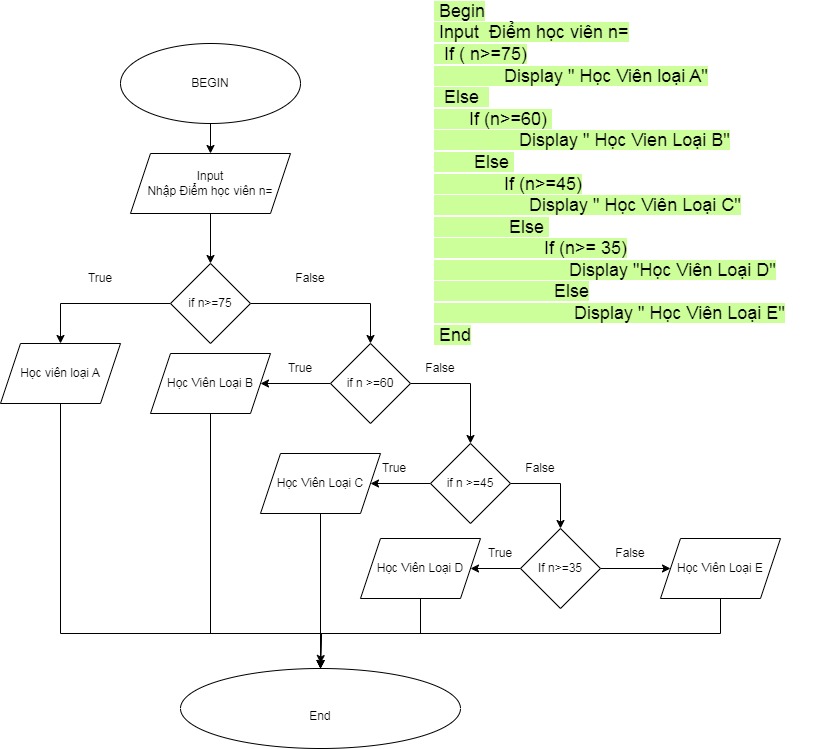 Begin
Input  Điểm học viên n=
If ( n>=75)
Display " Học Viên loại A"
Else
If (n>=60)
Display " Học Vien Loại B"
Else
If (n>=45)
Display " Học Viên Loại C"
Else
If (n>= 35)
Display "Học Viên Loại D"
Else
Display " Học Viên Loại E"
End
BEGIN
Input
Nhập Điểm học viên n=
True
False
if n>=75
Học viên loại A
Học Viên Loại B
True
if n >=60
False
Học Viên Loại C
True
if n >=45
False
Học Viên Loại D
True
If n>=35
False
Học Viên Loại E
End